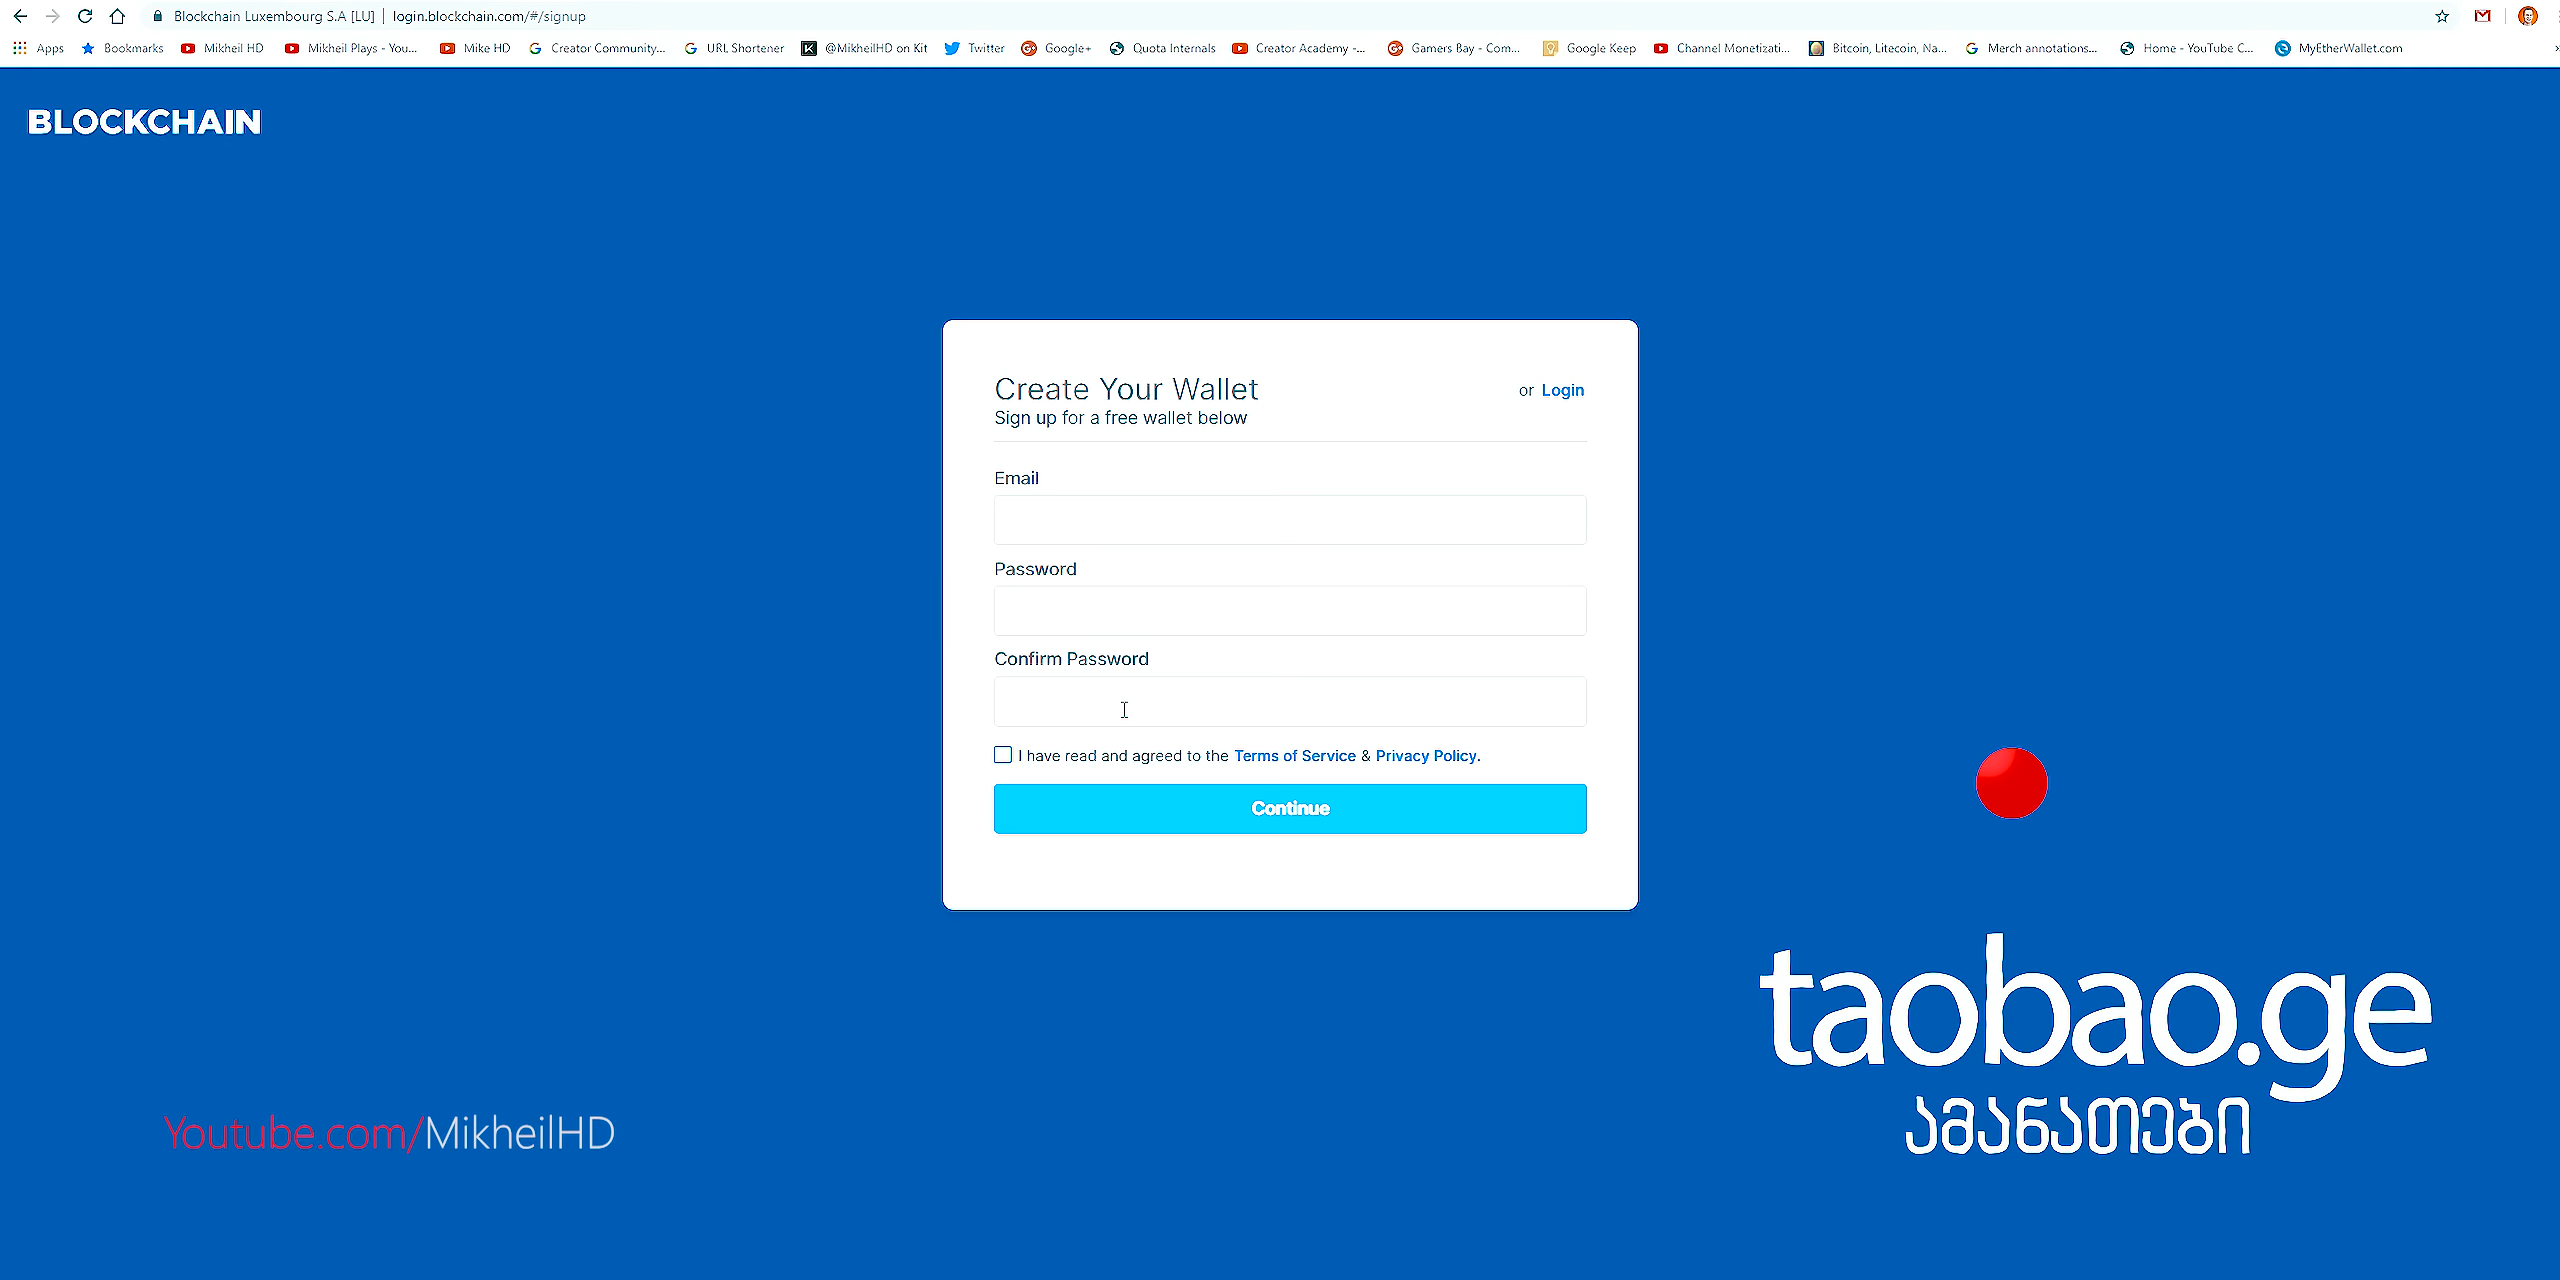 Blockchain Luxembourg S.A [LU] | login.blockchain.com/#/signup
Apps Bookmarks Mikheil HD Mikheil Plays - You... Mike HD Creator Community... URL Shortener @MikheilHD on Kit Twitter Google+ Quota Internals Creator Academy -... Gamers Bay - Com... Google Keep Channel Monetizati... Bitcoin, Litecoin, Na... Merch annotations... Home - YouTube C... MyEtherWallet.com
BLOCKCHAIN
Create Your Wallet
or Login
Sign up for a free wallet below
Email
Password
Confirm Password
I have read and agreed to the Terms of Service & Privacy Policy.
Continue
taobao.ge
ამანათები
Youtube.com/MikheilHD